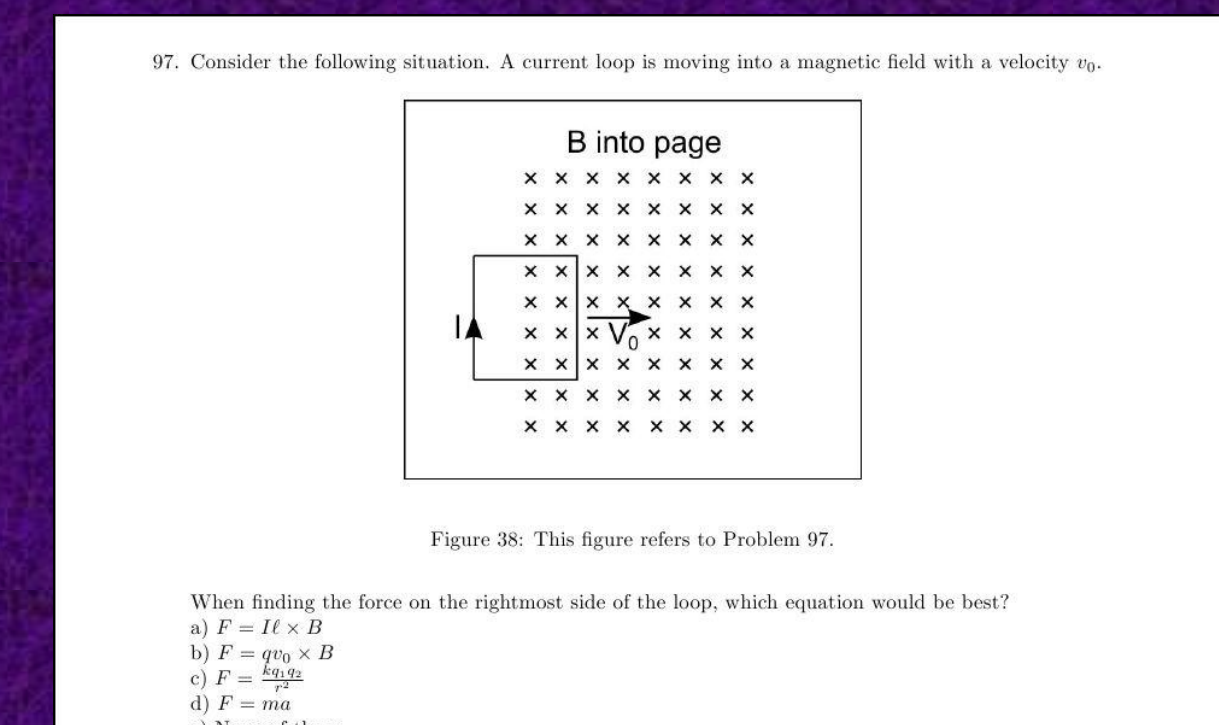 97. Consider the following situation. A current loop is moving into a magnetic field with a velocity v₀.
B into page
× × × × × × × ×
× × × × × × × ×
× × × × × × × ×
× × × × × × × ×
× × × × × × × ×
I × × × V₀ × × × ×
× × × × × × × ×
× × × × × × × ×
× × × × × × × ×
Figure 38: This figure refers to Problem 97.
When finding the force on the rightmost side of the loop, which equation would be best?
a) F = Iℓ × B
b) F = qv₀ × B
c) F = kq₁q₂/r²
d) F = ma